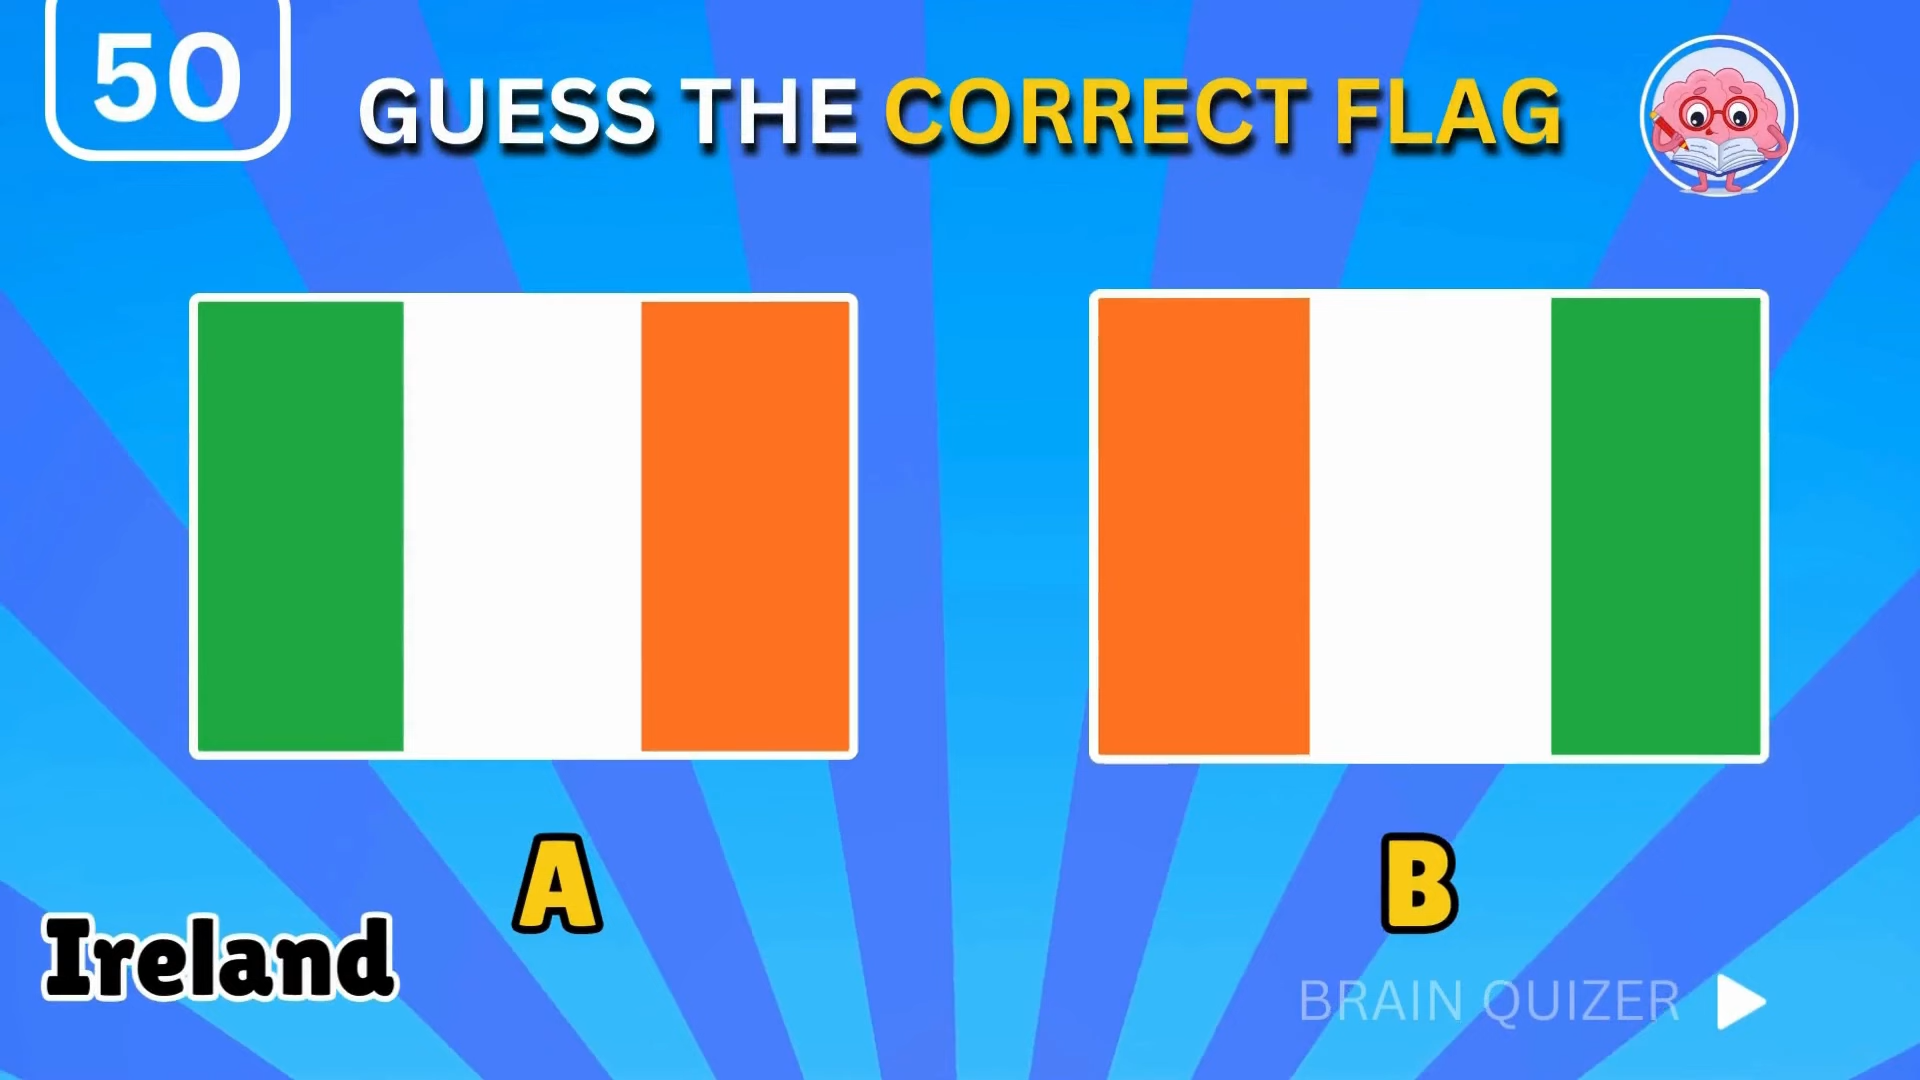 50
GUESS THE CORRECT FLAG
A
B
Ireland
BRAIN QUIZER